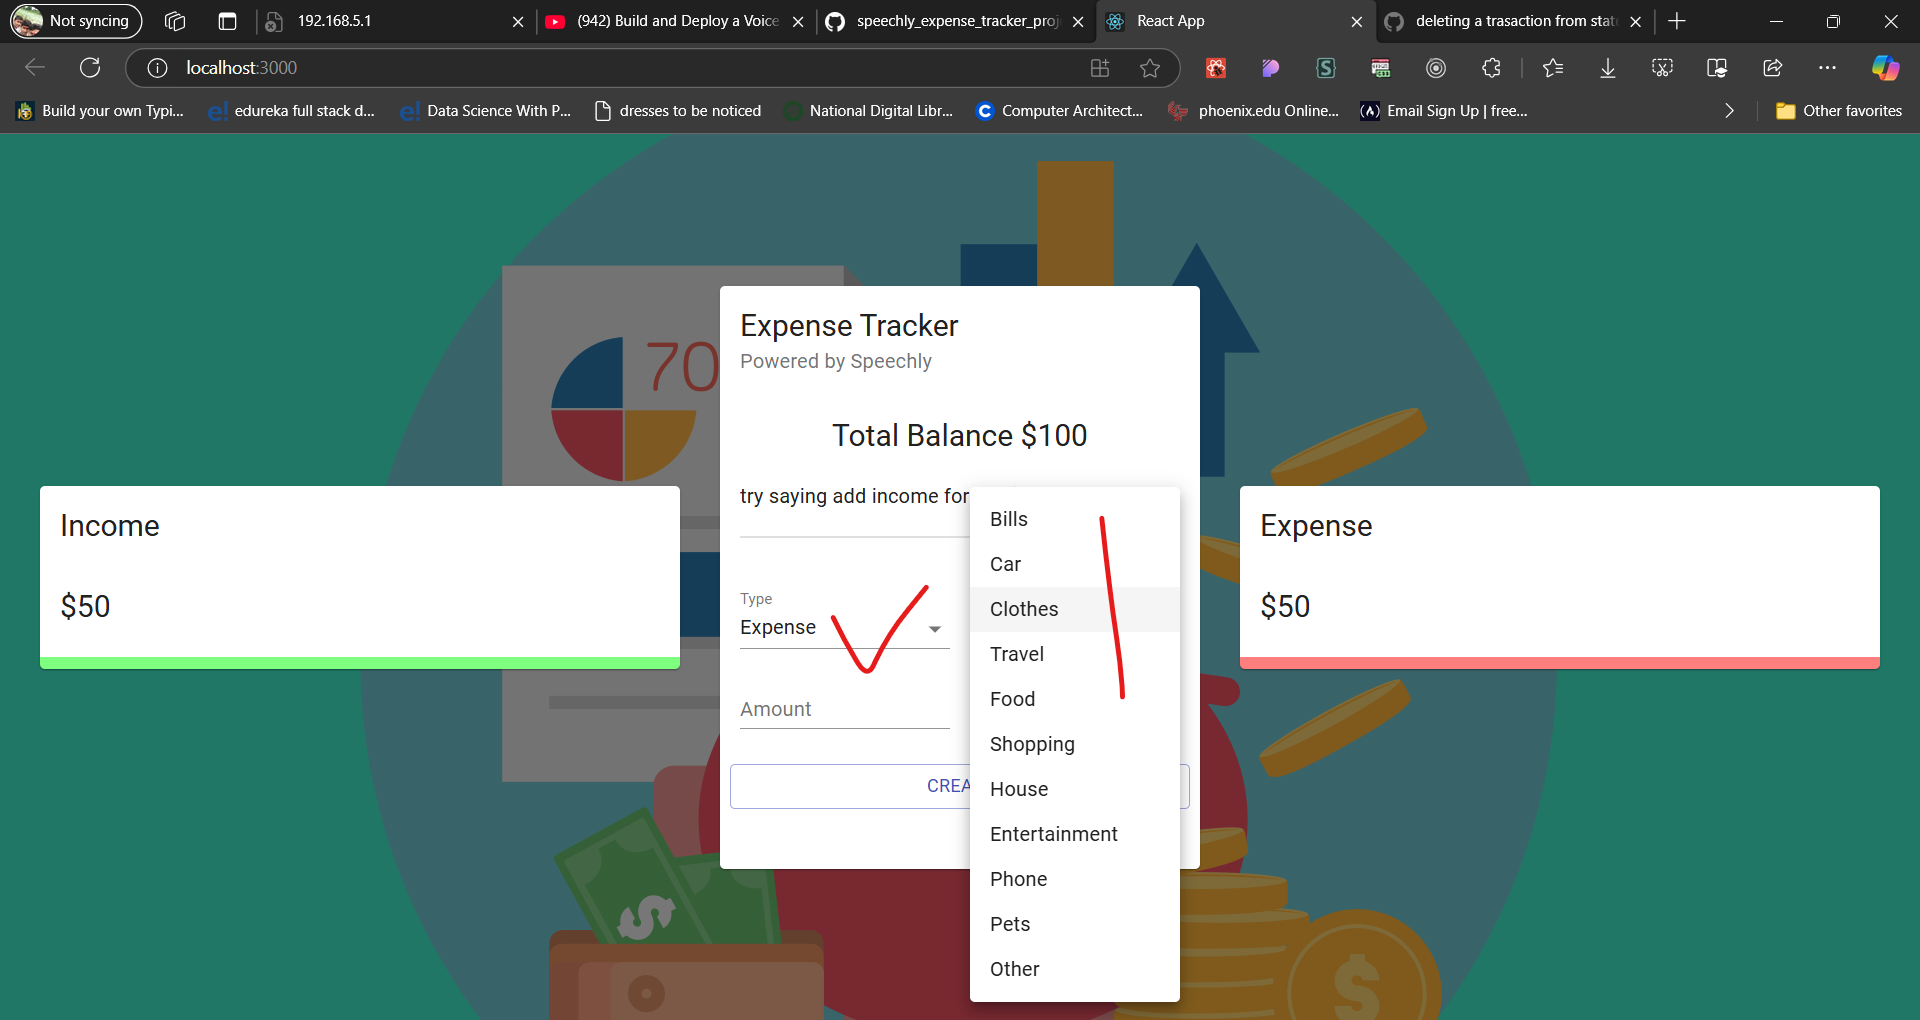 Not syncing
192.168.5.1
(942) Build and Deploy a Voice
speechly_expense_tracker_proj
React App
deleting a trasaction from stat
localhost:3000
Build your own Typi...
edureka full stack d...
Data Science With P...
dresses to be noticed
National Digital Libr...
Computer Architect...
phoenix.edu Online...
Email Sign Up | free...
Other favorites
70
Expense Tracker
Powered by Speechly
Total Balance $100
try saying add income for
Income
$50
Type
Expense
Amount
CREA
Bills
Car
Clothes
Travel
Food
Shopping
House
Entertainment
Phone
Pets
Other
Expense
$50
$
$